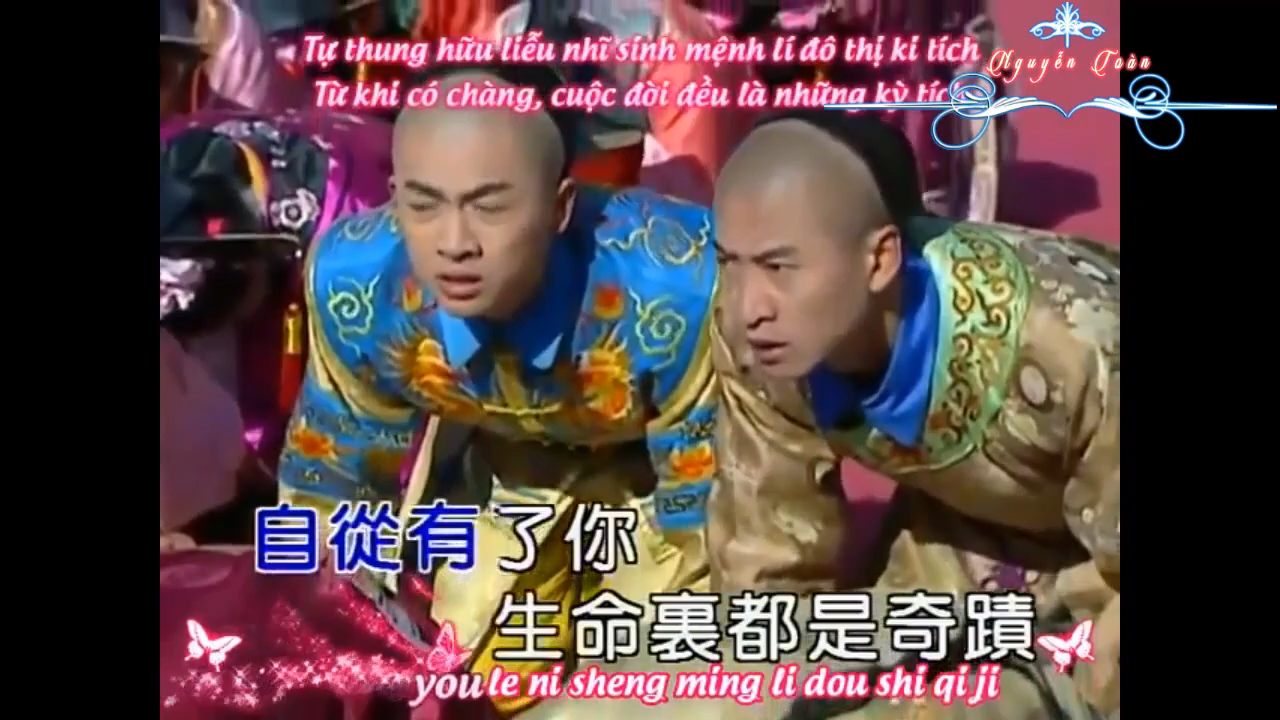 Tự thung hữu liễu nhĩ sinh mệnh lí đô thị ki tích
Nguyễn Toàn
Từ khi có chàng, cuộc đời đều là những kỳ tích
自從有了你
生命裏都是奇蹟
you le ni sheng ming li dou shi qi ji